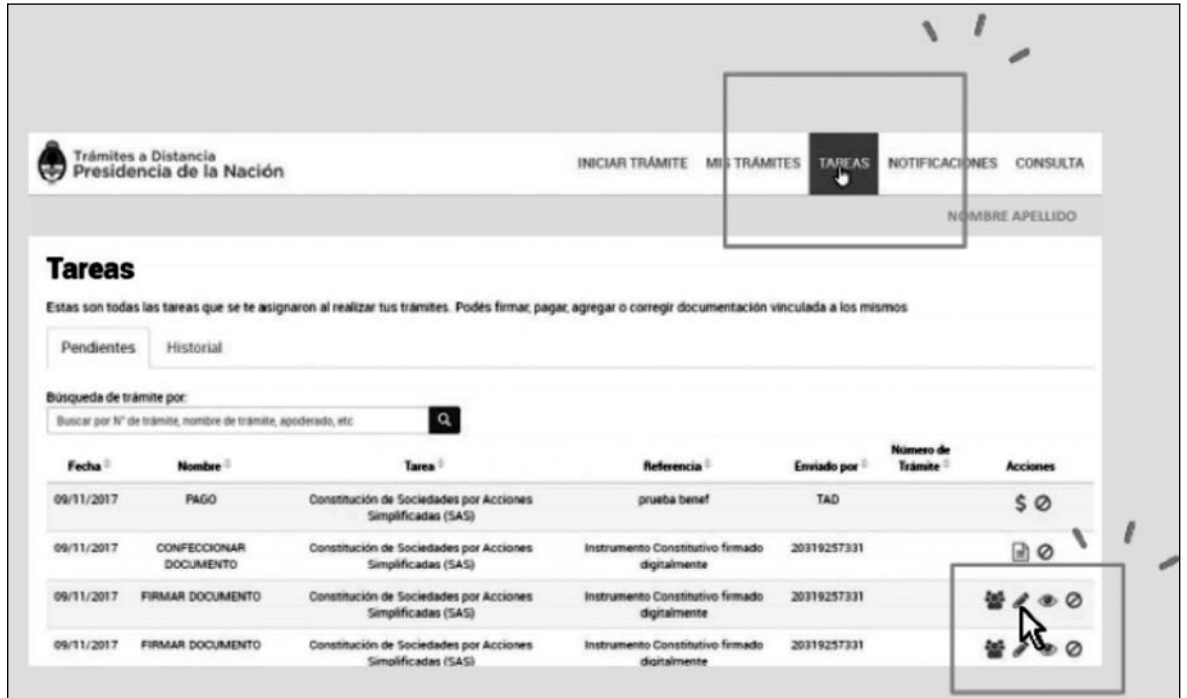 Trámites a Distancia
Presidencia de la Nación
INICIAR TRÁMITE MIS TRÁMITES TAREAS NOTIFICACIONES CONSULTA
NOMBRE APELLIDO
Tareas
Estas son todas las tareas que se te asignaron al realizar tus trámites. Podés firmar, pagar, agregar o corregir documentación vinculada a los mismos
Pendientes Historial
Búsqueda de trámite por:
Buscar por N° de trámite, nombre de trámite, apoderado, etc
Fecha Nombre Tarea Referencia Enviado por Número de Trámite Acciones
09/11/2017 PAGO Constitución de Sociedades por Acciones prueba benef TAD $
Simplificadas (SAS)
09/11/2017 CONFECCIONAR Constitución de Sociedades por Acciones Instrumento Constitutivo firmado 20319257331
DOCUMENTO Simplificadas (SAS) digitalmente
09/11/2017 FIRMAR DOCUMENTO Constitución de Sociedades por Acciones Instrumento Constitutivo firmado 20319257331
Simplificadas (SAS) digitalmente
09/11/2017 FIRMAR DOCUMENTO Constitución de Sociedades por Acciones Instrumento Constitutivo firmado 20319257331
Simplificadas (SAS) digitalmente